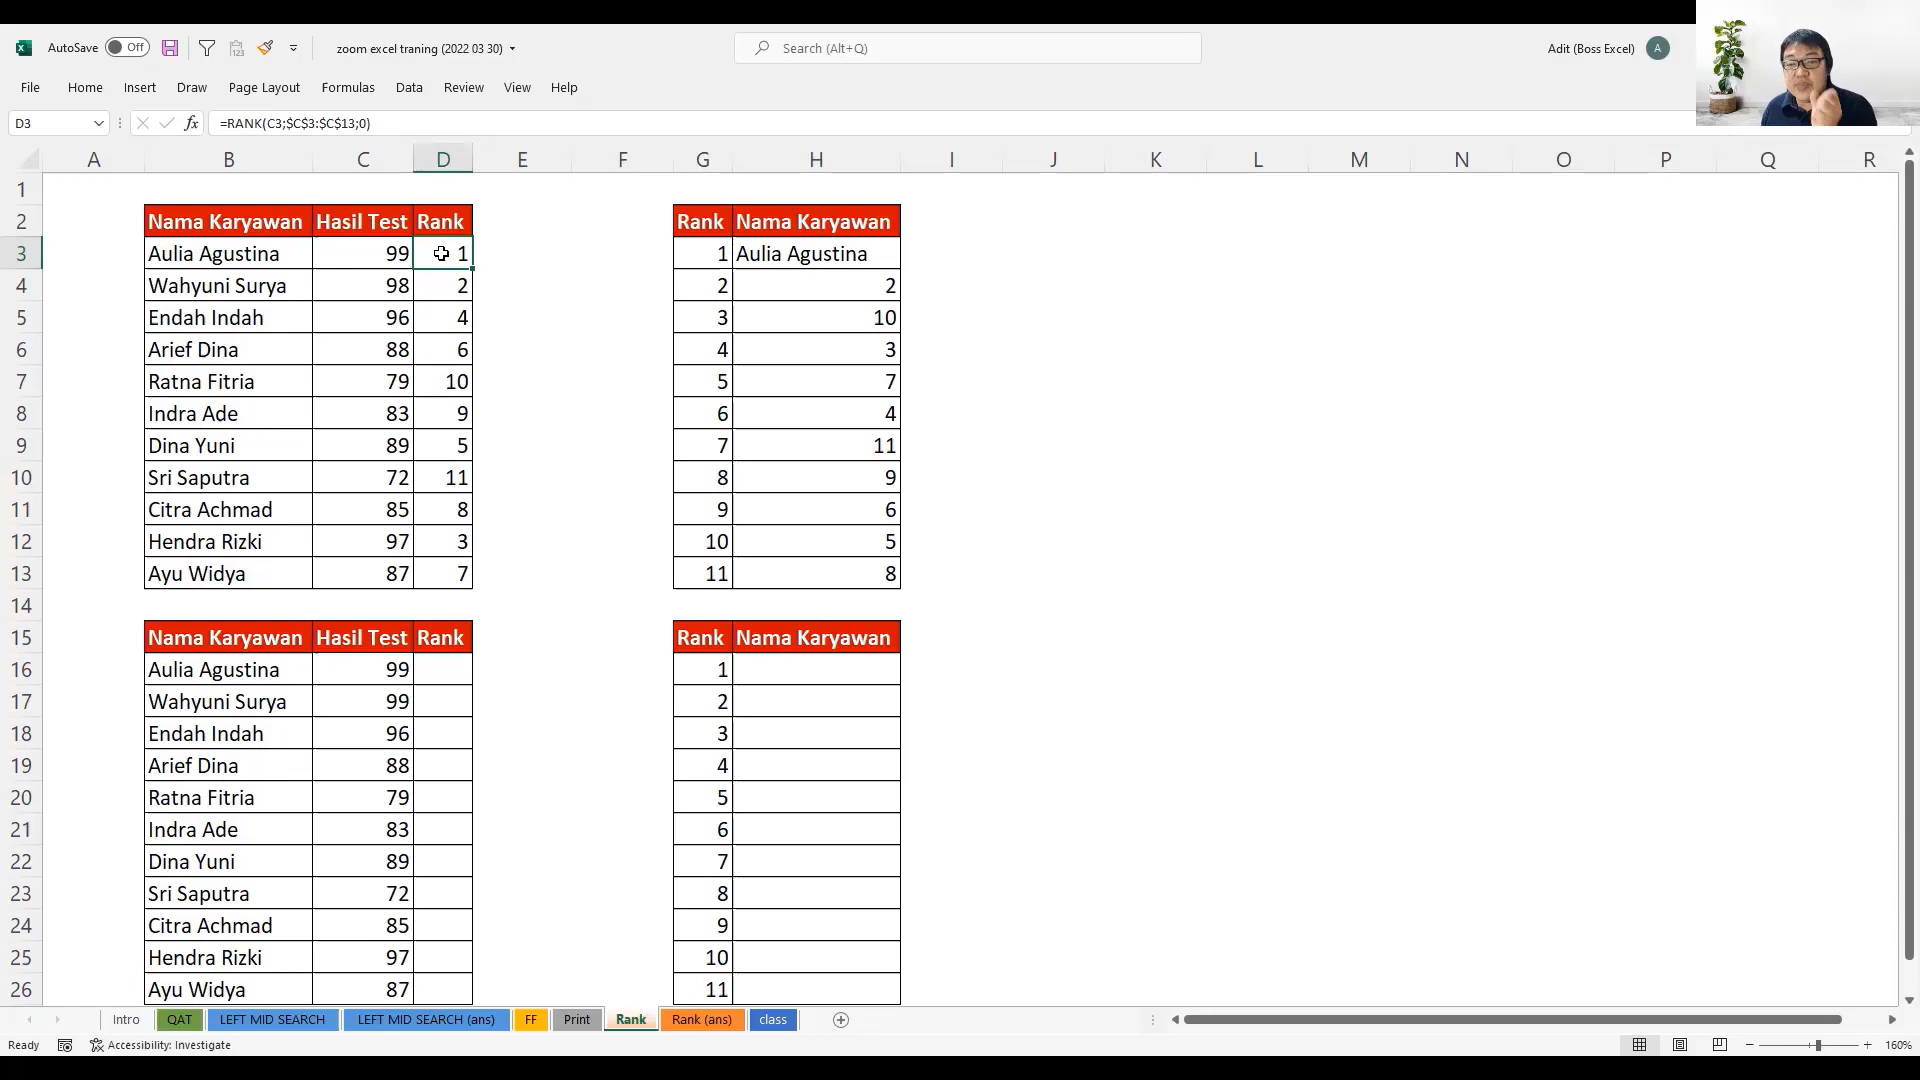 AutoSave Off zoom excel traning (2022 03 30) Search (Alt+Q) Adit (Boss Excel) A
File Home Insert Draw Page Layout Formulas Data Review View Help
D3 fx =RANK(C3;$C$3:$C$13;0)
A B C D E F G H I J K L M N O P Q R
1
2 Nama Karyawan Hasil Test Rank Rank Nama Karyawan
3 Aulia Agustina 99 1 1 Aulia Agustina
4 Wahyuni Surya 98 2 2 2
5 Endah Indah 96 4 3 10
6 Arief Dina 88 6 4 3
7 Ratna Fitria 79 10 5 7
8 Indra Ade 83 9 6 4
9 Dina Yuni 89 5 7 11
10 Sri Saputra 72 11 8 9
11 Citra Achmad 85 8 9 6
12 Hendra Rizki 97 3 10 5
13 Ayu Widya 87 7 11 8
14
15 Nama Karyawan Hasil Test Rank Rank Nama Karyawan
16 Aulia Agustina 99 1
17 Wahyuni Surya 99 2
18 Endah Indah 96 3
19 Arief Dina 88 4
20 Ratna Fitria 79 5
21 Indra Ade 83 6
22 Dina Yuni 89 7
23 Sri Saputra 72 8
24 Citra Achmad 85 9
25 Hendra Rizki 97 10
26 Ayu Widya 87 11
Intro QAT LEFT MID SEARCH LEFT MID SEARCH (ans) FF Print Rank Rank (ans) class
Ready Accessibility: Investigate 160%